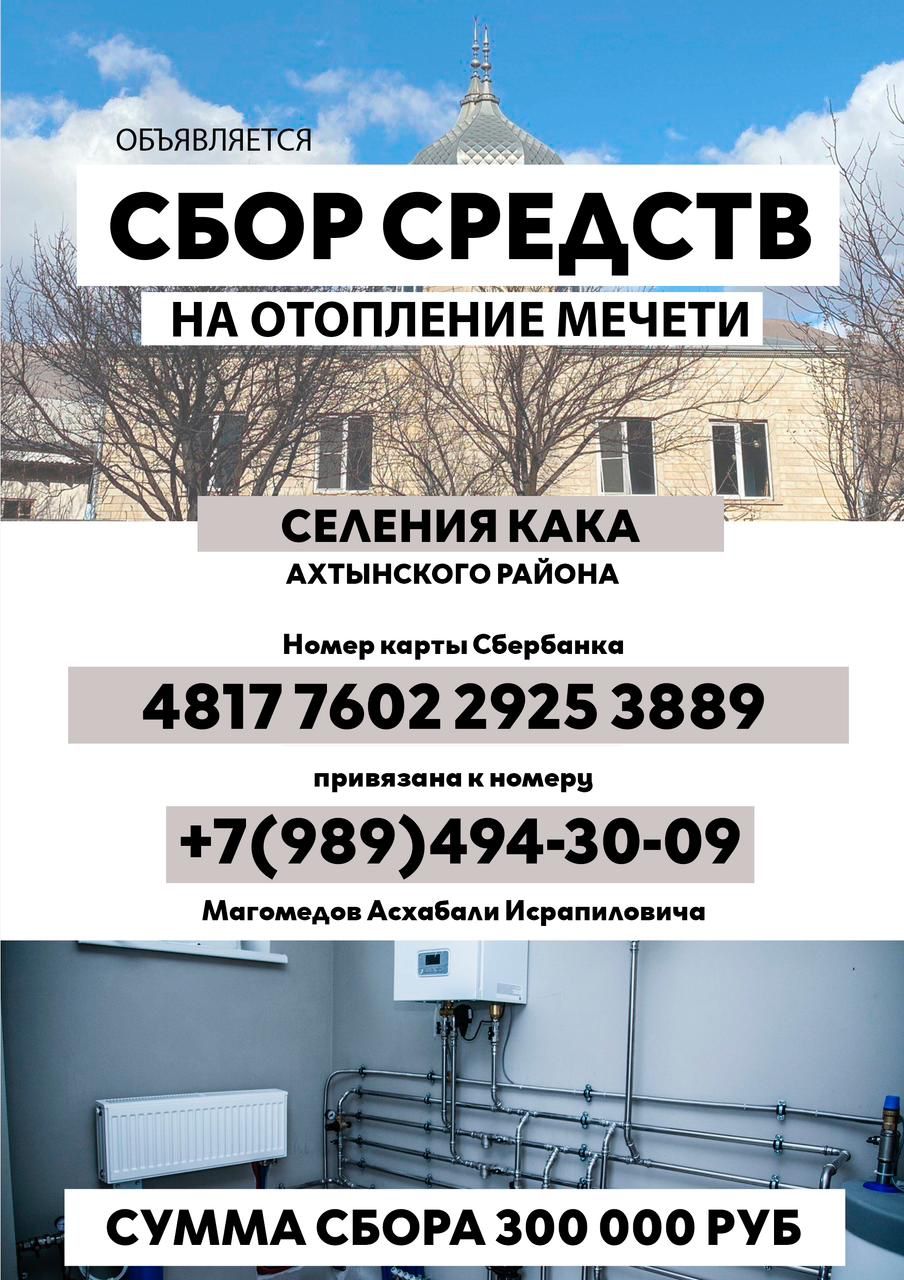 ОБЪЯВЛЯЕТСЯ
СБОР СРЕДСТВ
НА ОТОПЛЕНИЕ МЕЧЕТИ
СЕЛЕНИЯ КАКА
АХТЫНСКОГО РАЙОНА
Номер карты Сбербанка
4817 7602 2925 3889
привязана к номеру
+7(989)494-30-09
Магомедов Асхабали Исрапиловича
СУММА СБОРА 300 000 РУБ